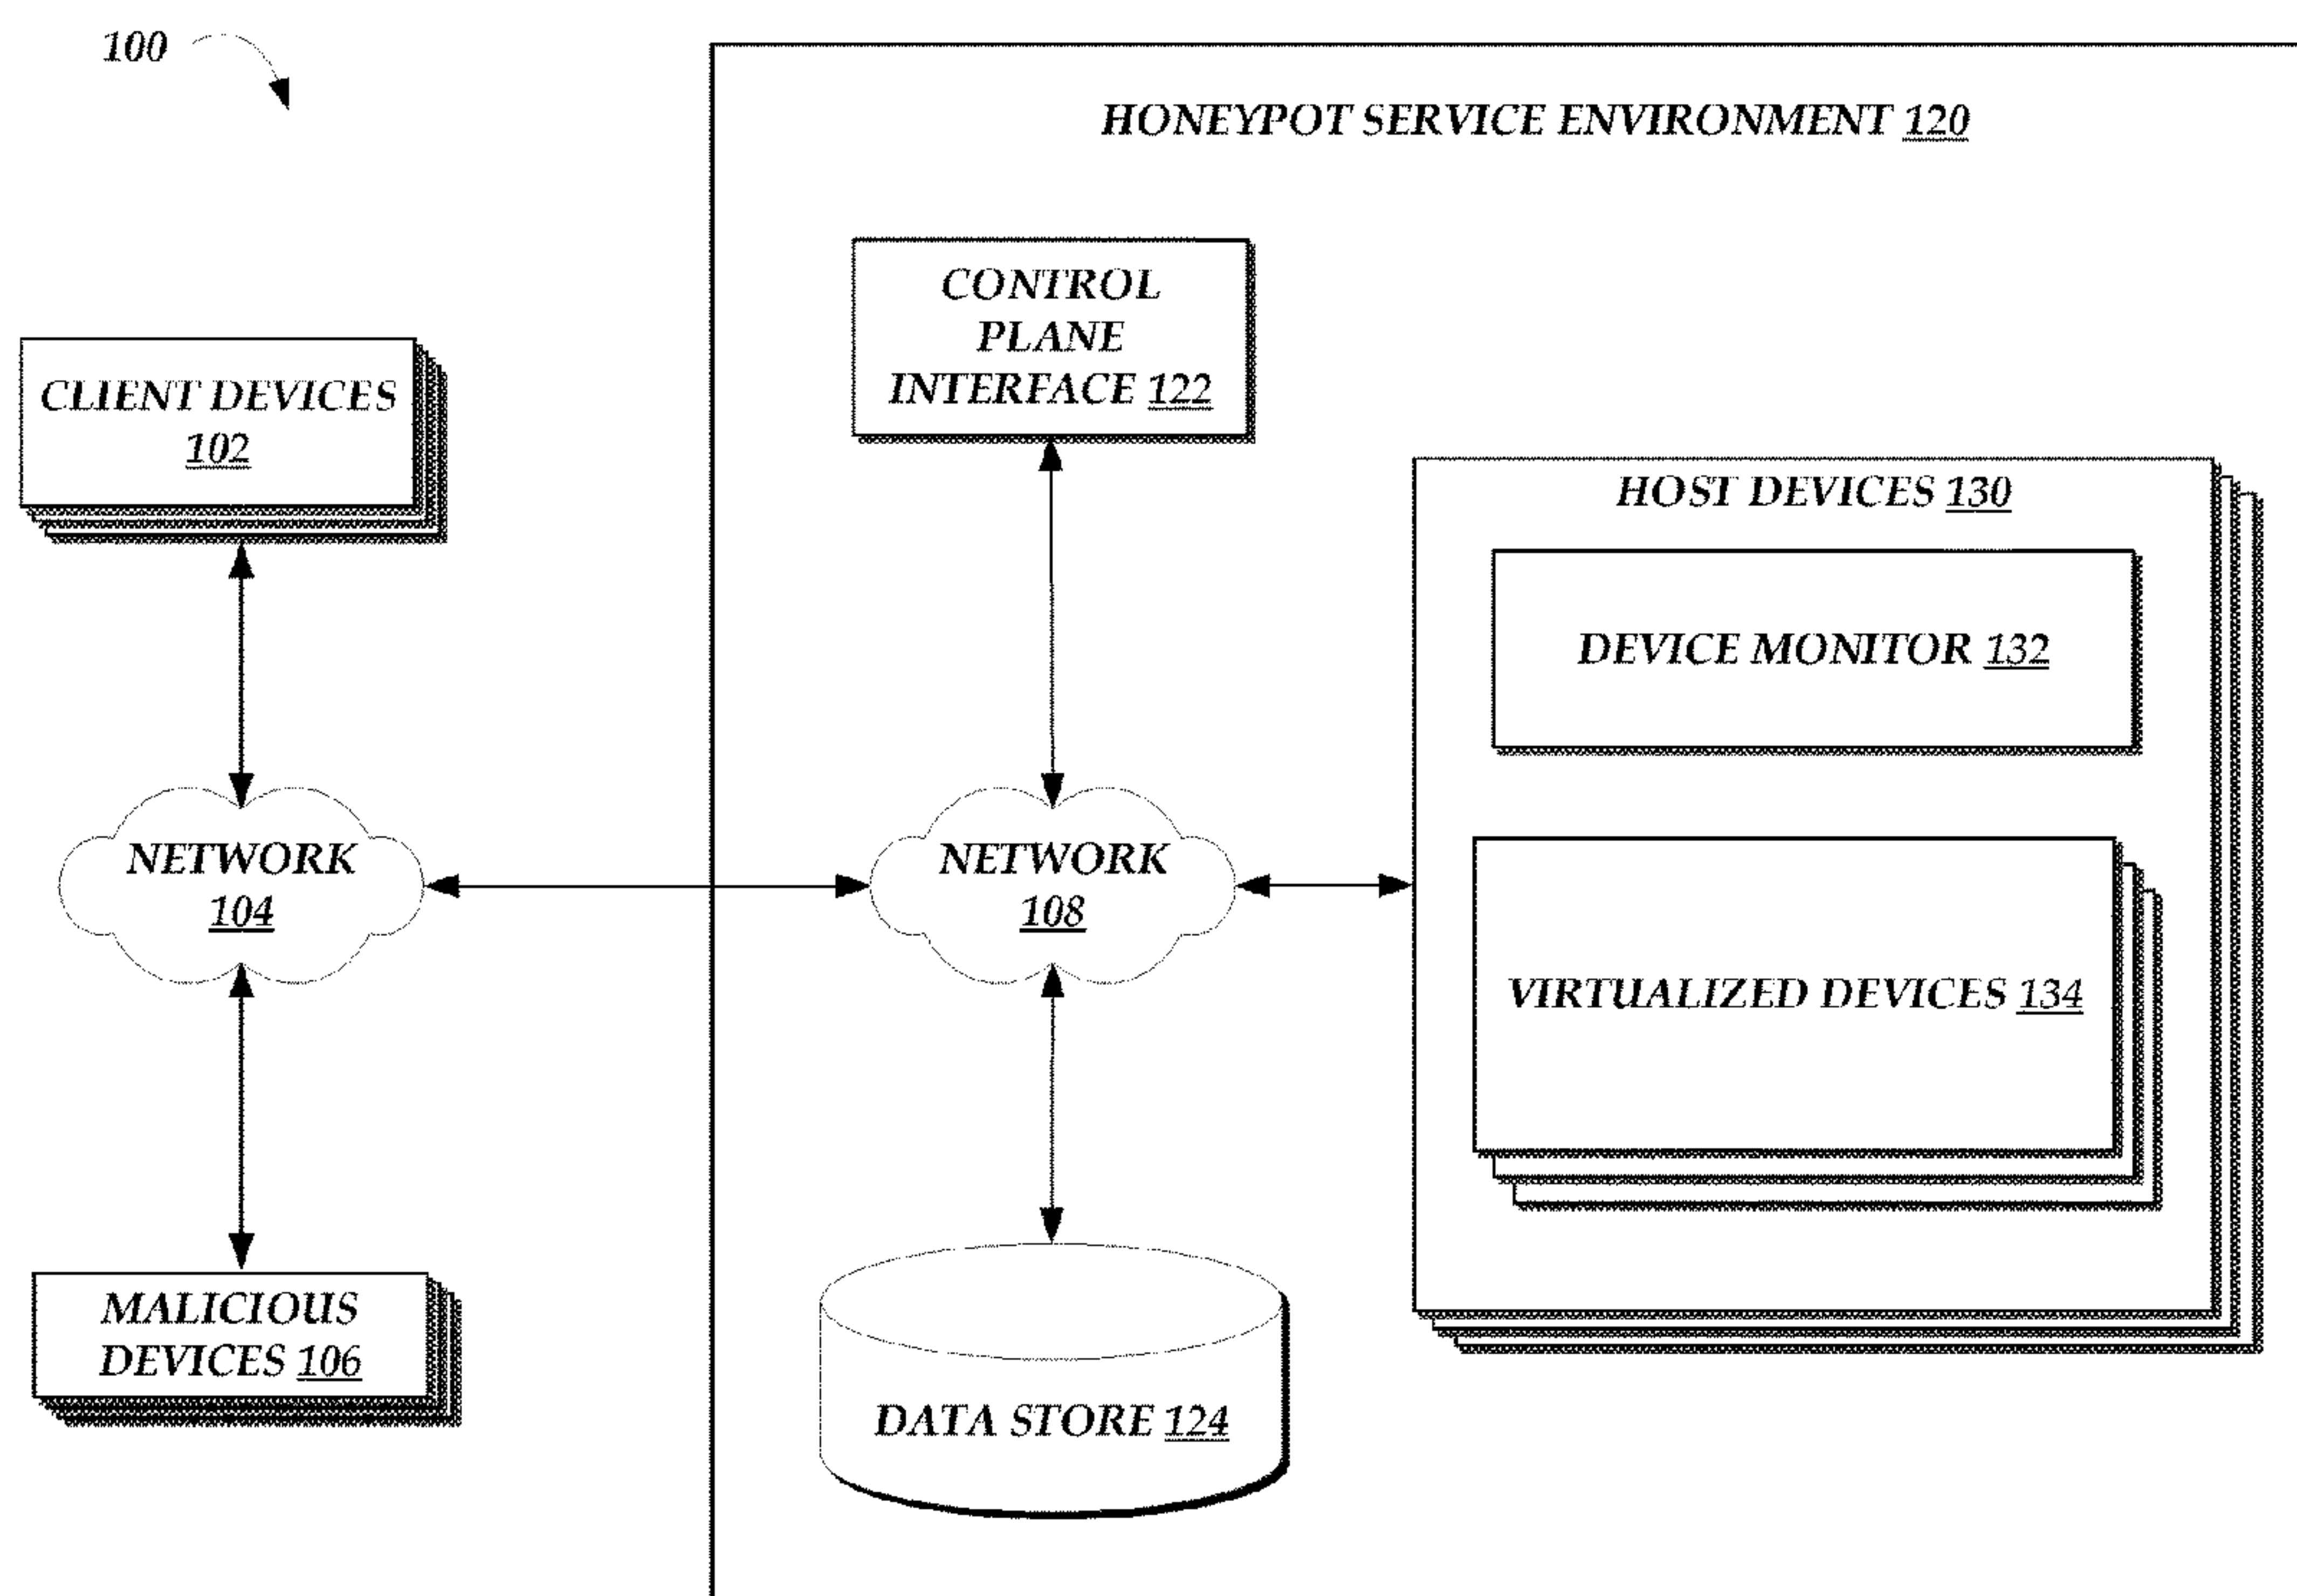 100
HONEYPOT SERVICE ENVIRONMENT 120
CONTROL
PLANE
INTERFACE 122
CLIENT DEVICES
102
HOST DEVICES 130
DEVICE MONITOR 132
NETWORK
104
NETWORK
108
VIRTUALIZED DEVICES 134
MALICIOUS
DEVICES 106
DATA STORE 124